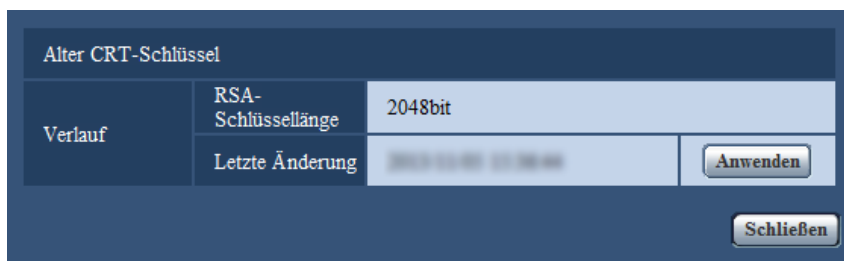 Alter CRT-Schlüssel
Verlauf
RSA-
Schlüssellänge
2048bit
Letzte Änderung
Anwenden
Schließen